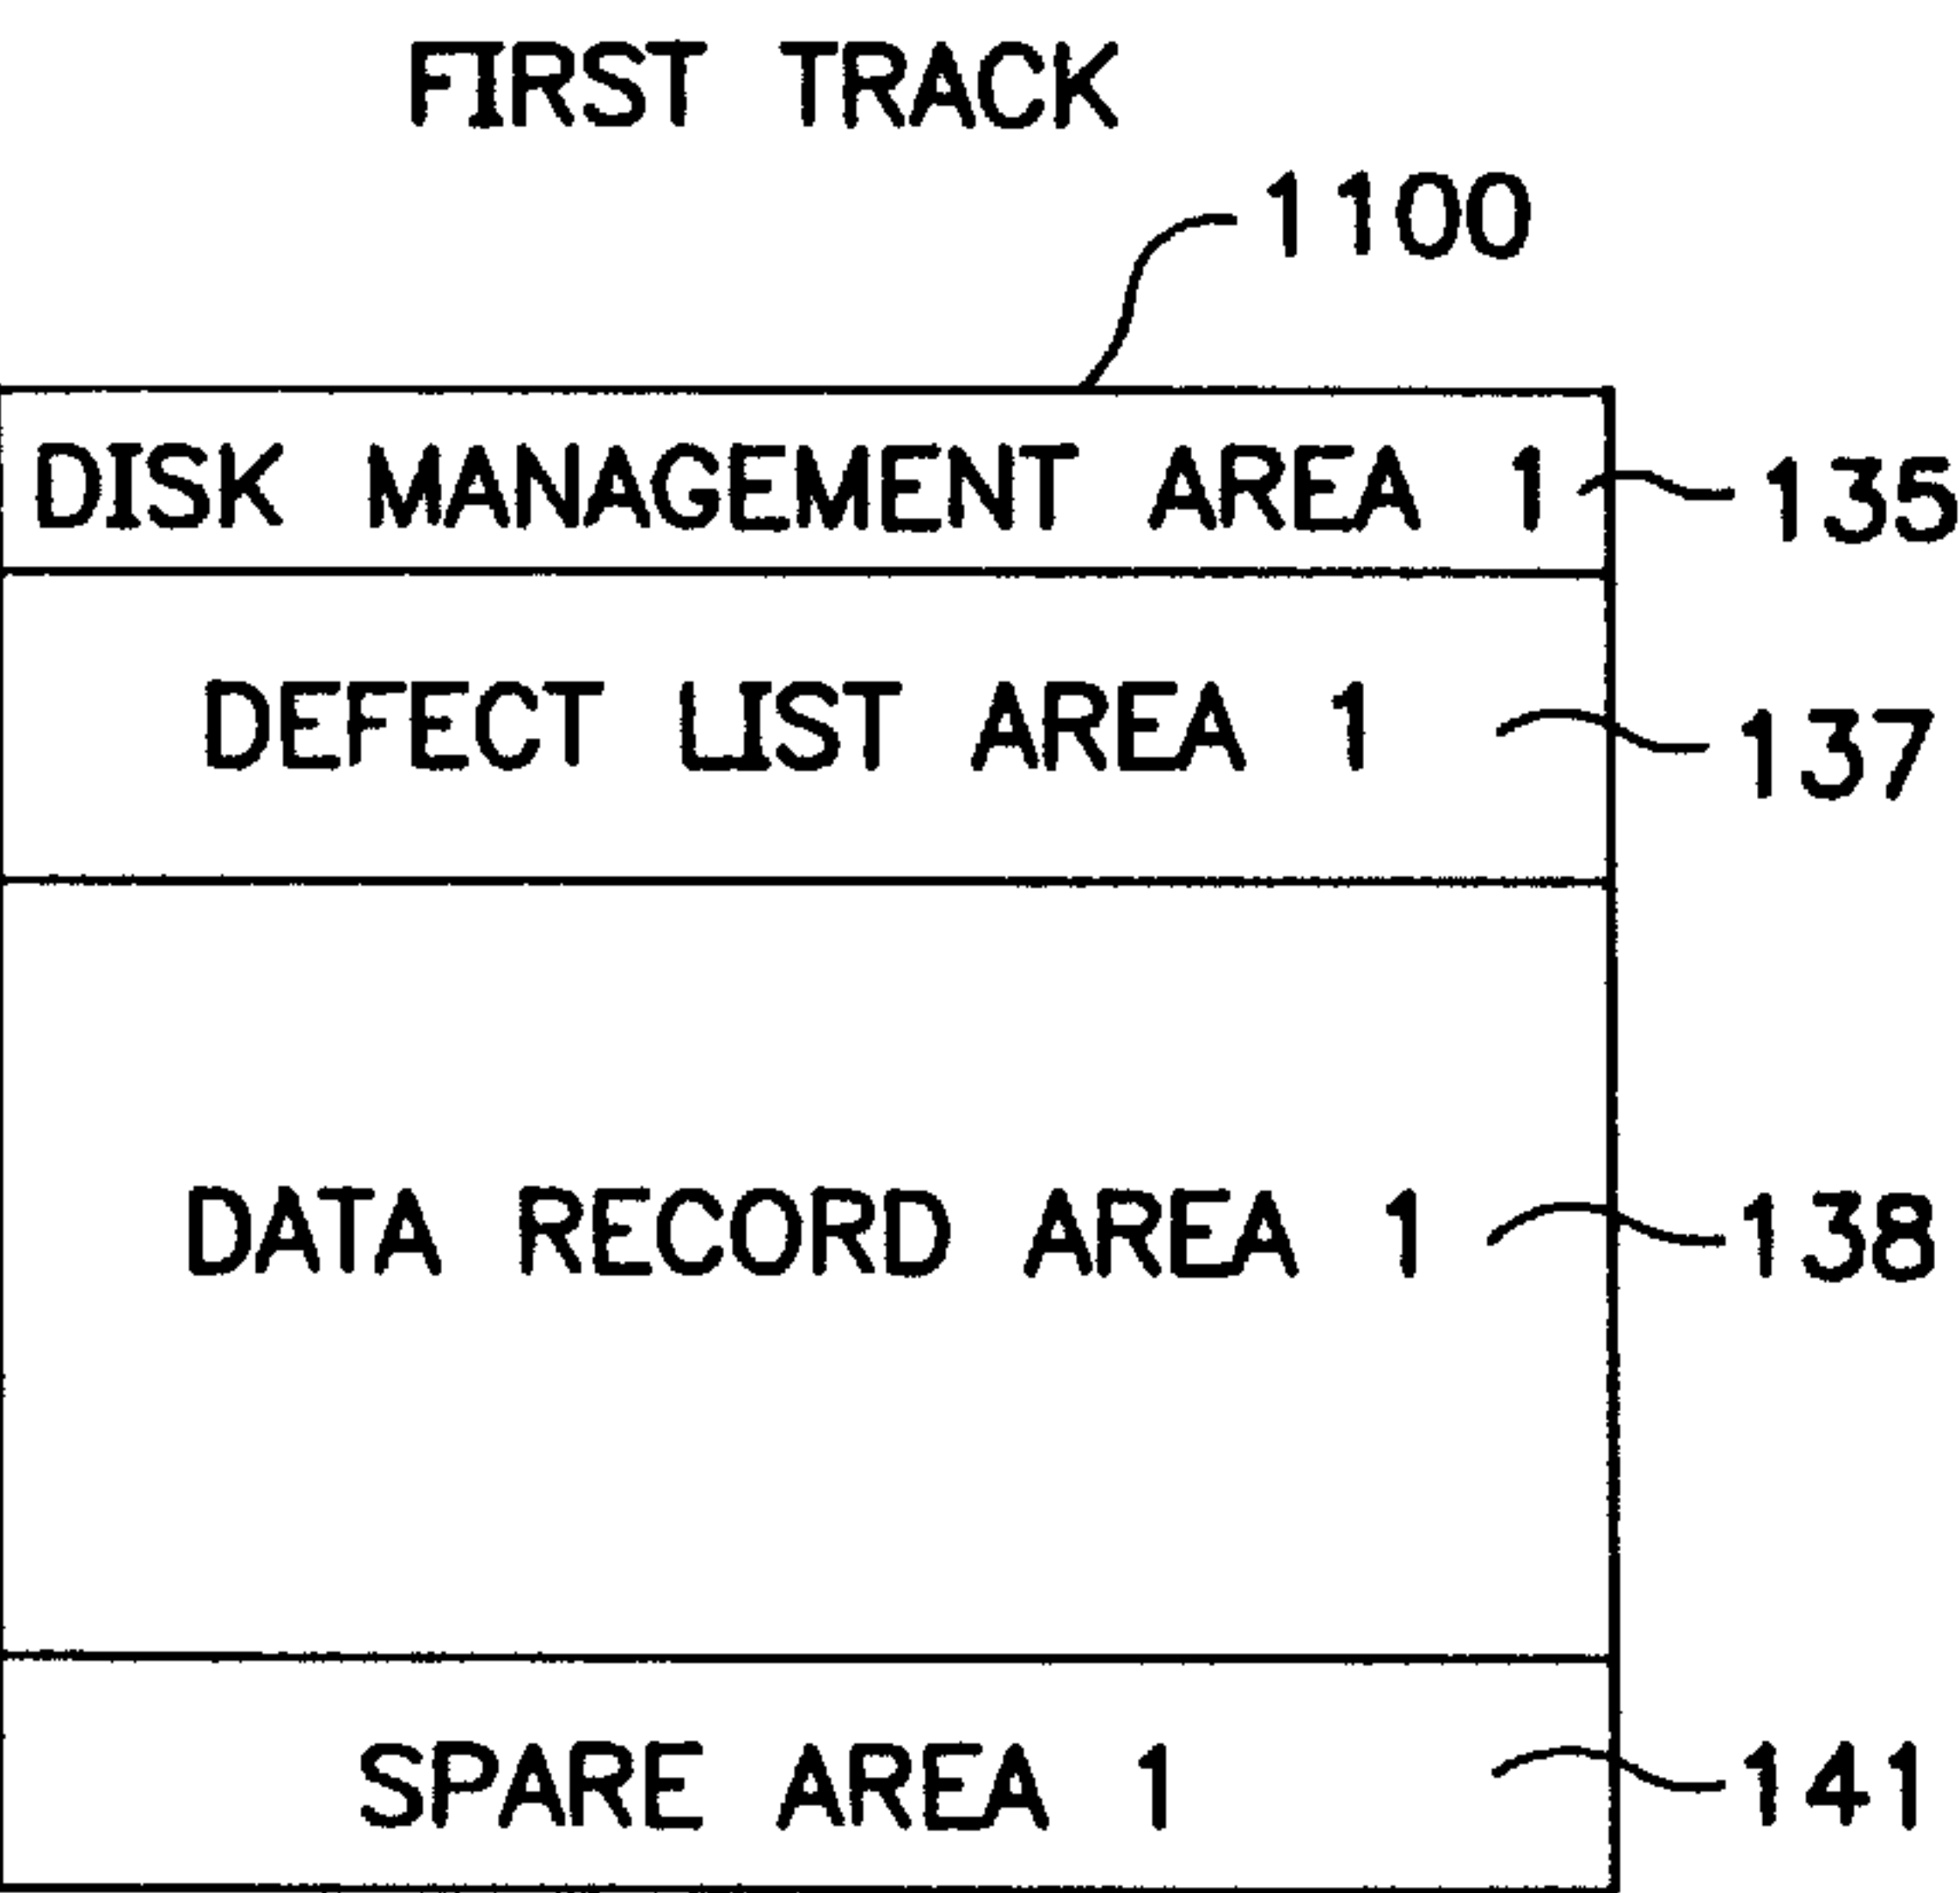 FIRST TRACK
1100
DISK MANAGEMENT AREA 1 135
DEFECT LIST AREA 1 137
DATA RECORD AREA 1 138
SPARE AREA 1 141